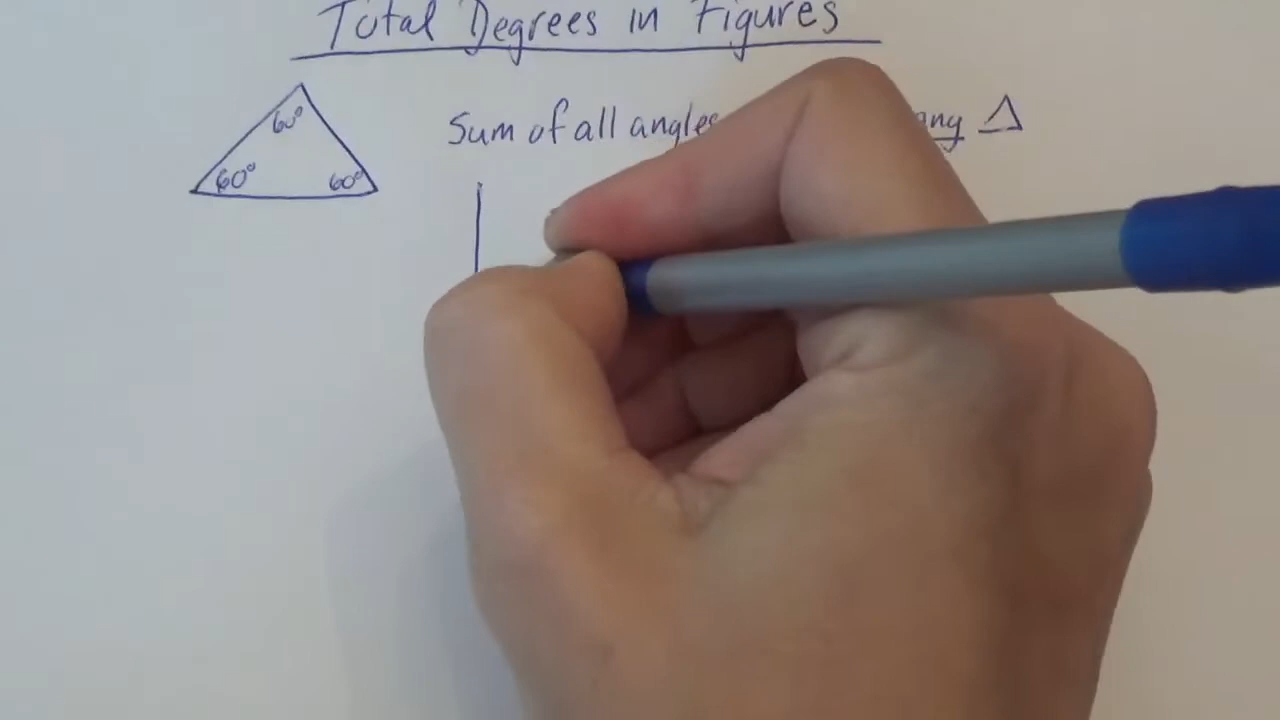 Total Degrees in Figures
60°
Sum of all angles any Δ
60° 60°